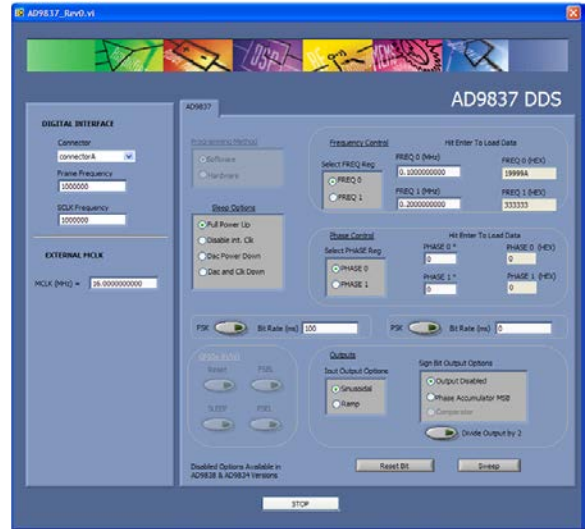 AD9837_Rev0.vi
DSP
RF
MEMS
AD9837 DDS
AD9837
DIGITAL INTERFACE
Connector
connectorA
Frame Frequency
1000000
SCLK Frequency
1000000
EXTERNAL MCLK
MCLK (MHz) = 16.0000000000
Programming Method
Software
Hardware
Sleep Options
Full Power Up
Disable Int. Clk
Dac Power Down
Dac and Clk Down
Frequency Control
Hit Enter To Load Data
Select FREQ Reg
FREQ 0
FREQ 1
FREQ 0 (MHz)
0.1000000000
FREQ 0 (HEX)
19999A
FREQ 1 (MHz)
0.2000000000
FREQ 1 (HEX)
333333
Phase Control
Hit Enter To Load Data
Select PHASE Reg
PHASE 0
PHASE 1
PHASE 0 °
0
PHASE 0 (HEX)
0
PHASE 1 °
0
PHASE 1 (HEX)
0
FSK
Bit Rate (ms) 100
PSK
Bit Rate (ms) 0
Reset
FSEL
SLEEP
PSEL
Outputs
Iout Output Options
Sinusoidal
Ramp
Sign Bit Output Options
Output Disabled
Phase Accumulator MSB
Comparator
Divide Output by 2
Disabled Options Available in
AD9838 & AD9834 Versions
Reset Bit
Sweep
STOP